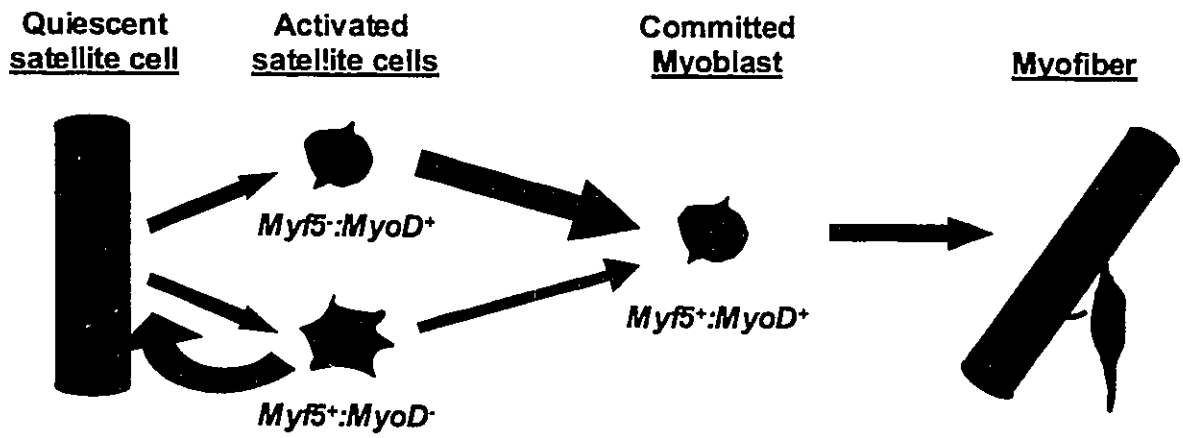 Quiescent
satellite cell
Activated
satellite cells
Committed
Myoblast
Myofiber
Myf5⁻:MyoD⁺
Myf5⁺:MyoD⁺
Myf5⁺:MyoD⁻